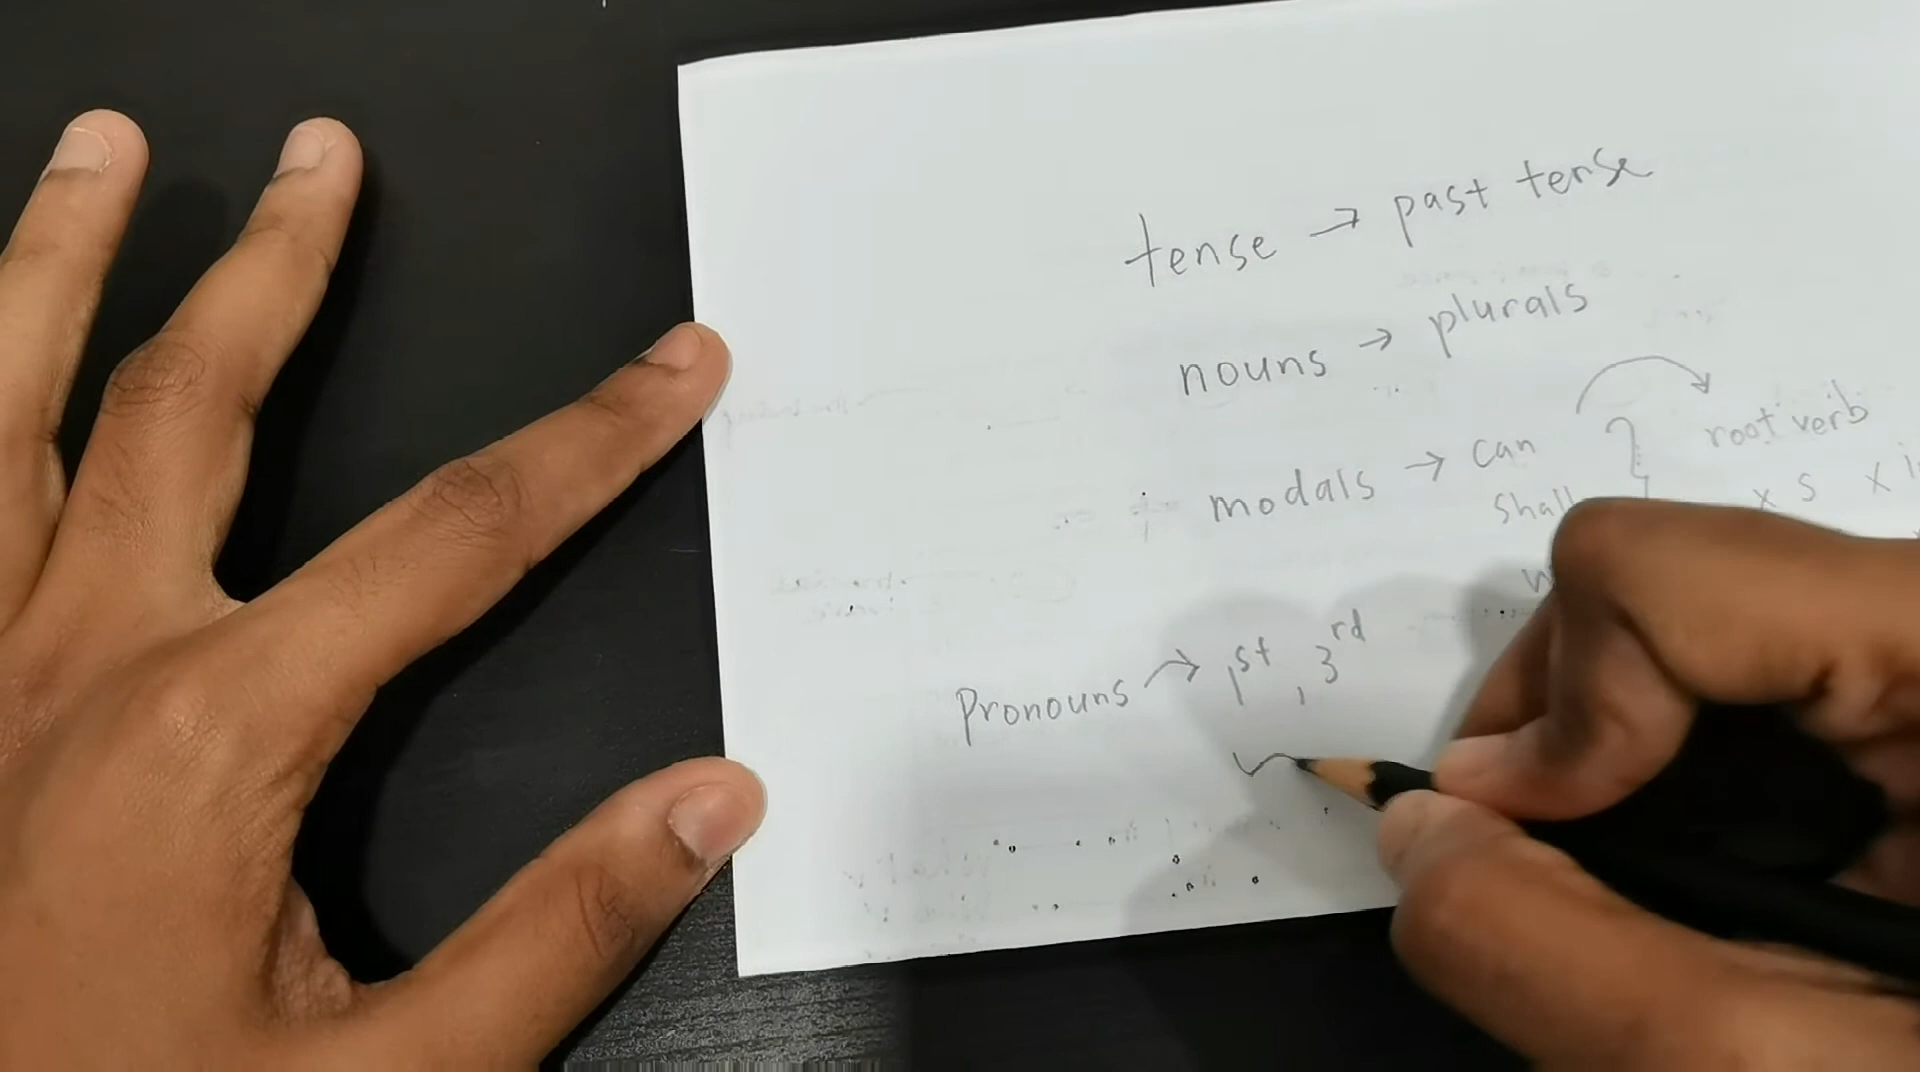 tense → past tense
nouns → plurals
modals → can
shall
root verb
x s x
Pronouns → 1st, 3rd